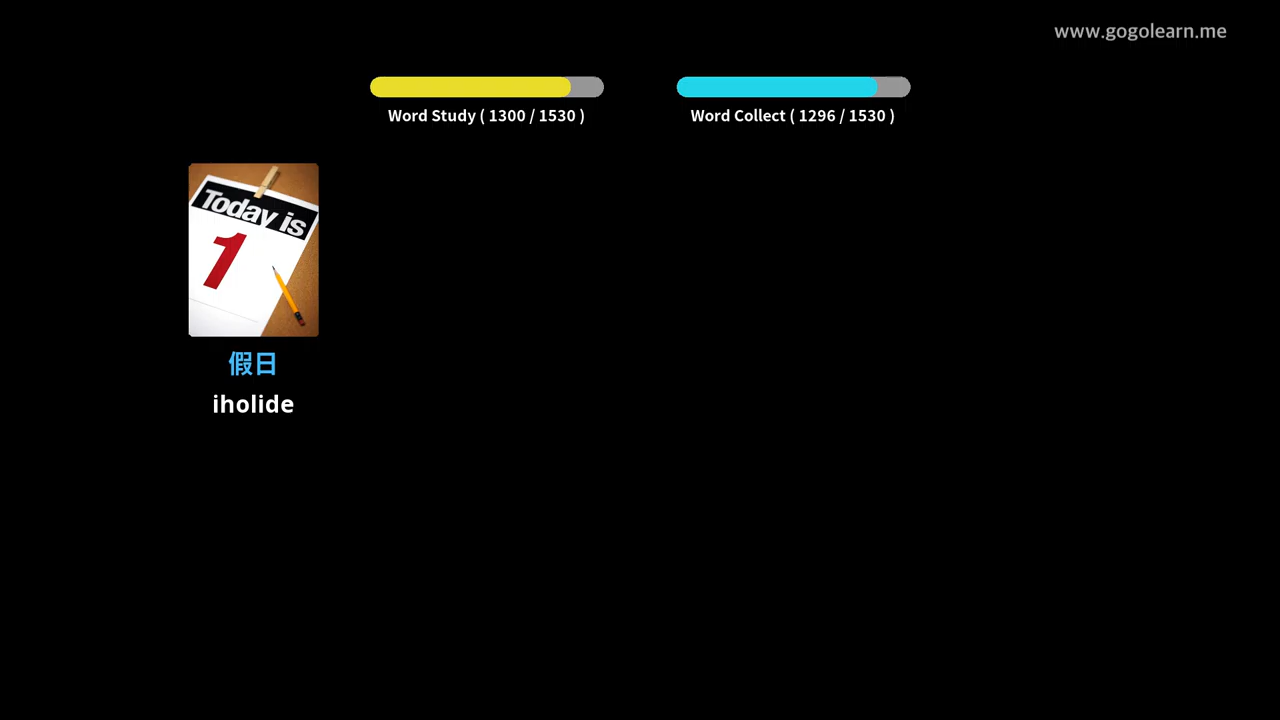 www.gogolearn.me
Word Study ( 1300 / 1530 )
Word Collect ( 1296 / 1530 )
Today is
1
假日
iholide